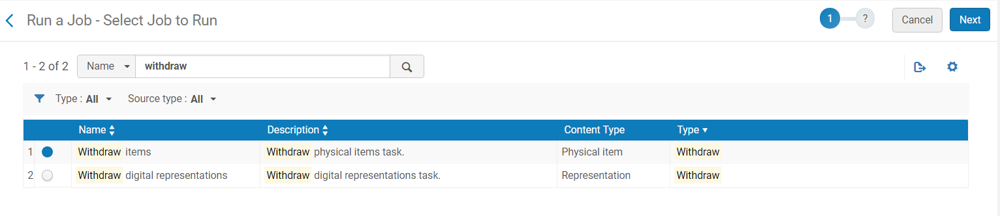 Run a Job - Select Job to Run
1
?
Cancel
Next
1 - 2 of 2
Name
withdraw
Type : All
Source type : All
Name
Description
Content Type
Type
1 Withdraw items Withdraw physical items task. Physical item Withdraw
2 Withdraw digital representations Withdraw digital representations task. Representation Withdraw